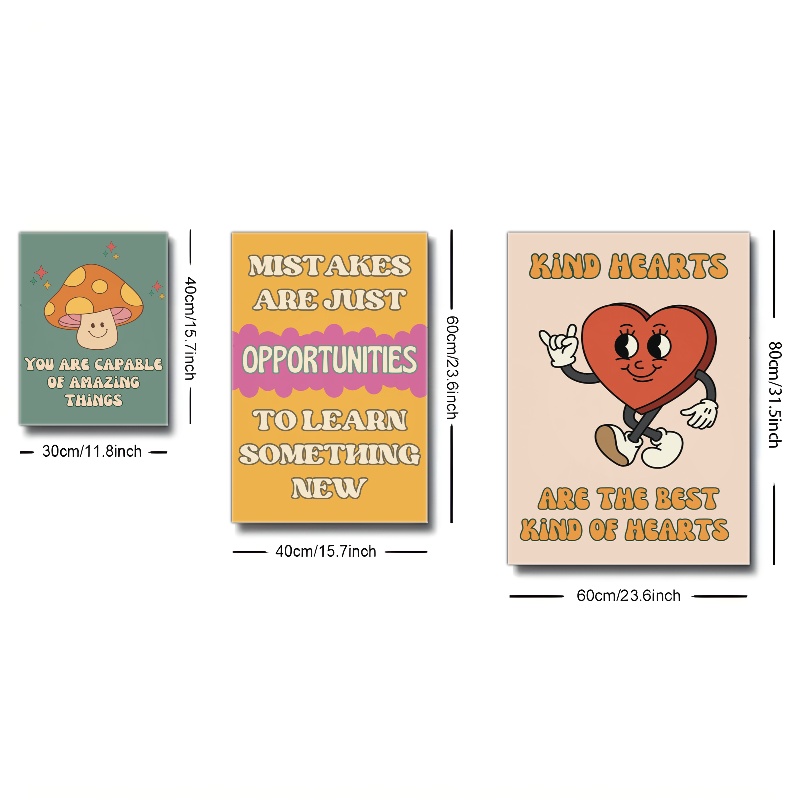 YOU ARE CAPABLE
OF AMAZING
THINGS
40cm/15.7inch
30cm/11.8inch
MISTAKES
ARE JUST
OPPORTUNITIES
TO LEARN
SOMETHING
NEW
60cm/23.6inch
40cm/15.7inch
KIND HEARTS
ARE THE BEST
KIND OF HEARTS
80cm/31.5inch
60cm/23.6inch